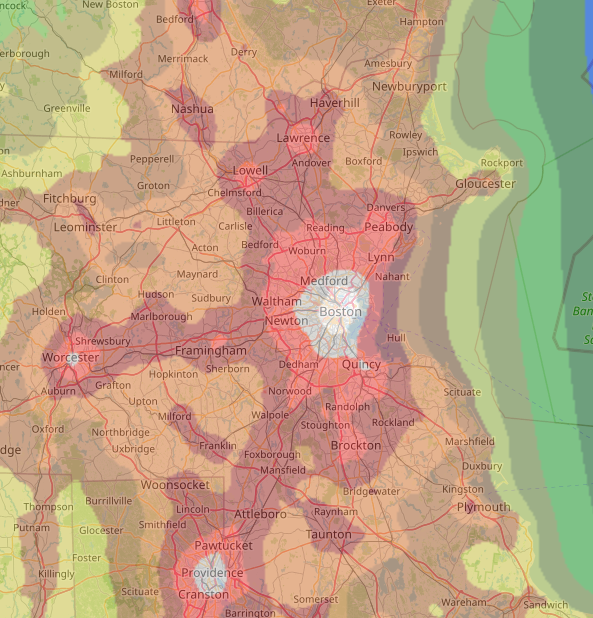 New Boston
Exeter
Bedford
Hampton
Derry
Merrimack
Amesbury
Milford
Newburyport
Nashua
Haverhill
Greenville
Rowley
Lawrence
Ipswich
Pepperell
Andover
Boxford
Rockport
Ashburnham
Lowell
Groton
Chelmsford
Gloucester
Fitchburg
Danvers
Billerica
Littleton
Leominster
Carlisle
Reading
Peabody
Acton
Bedford
Woburn
Lynn
Maynard
Medford
Nahant
Clinton
Hudson
Sudbury
Waltham
Holden
Marlborough
Boston
Newton
Shrewsbury
Hull
Framingham
Worcester
Dedham
Quincy
Sherborn
Hopkinton
Grafton
Auburn
Norwood
Scituate
Upton
Randolph
Milford
Walpole
Stoughton
Rockland
Oxford
Northbridge
Franklin
Brockton
Marshfield
Uxbridge
Foxborough
Mansfield
Duxbury
Woonsocket
Bridgewater
Kingston
Burrillville
Thompson
Lincoln
Attleboro
Raynham
Plymouth
Putnam
Smithfield
Glocester
Taunton
Pawtucket
Foster
Killingly
Providence
Scituate
Cranston
Somerset
Wareham
Sandwich
Barrington